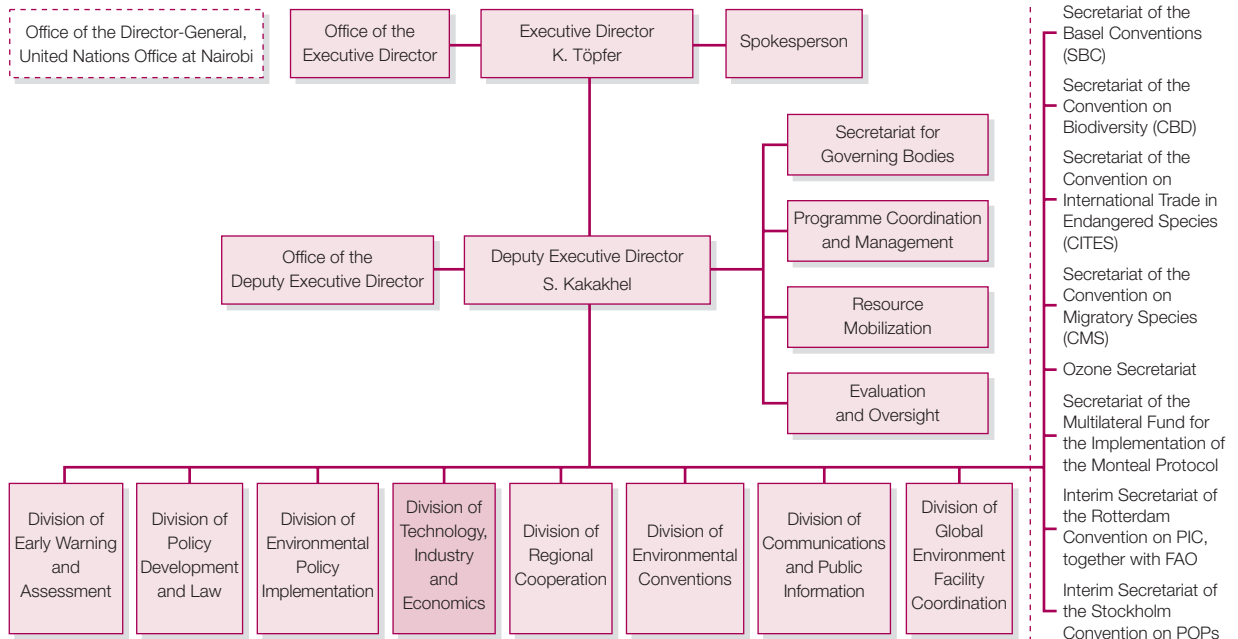 Office of the Director-General,
United Nations Office at Nairobi
Office of the
Executive Director
Executive Director
K. Töpfer
Spokesperson
Secretariat for
Governing Bodies
Programme Coordination
and Management
Office of the
Deputy Executive Director
Deputy Executive Director
S. Kakakhel
Resource
Mobilization
Evaluation
and Oversight
Division of
Early Warning
and
Assessment
Division of
Policy
Development
and Law
Division of
Environmental
Policy
Implementation
Division of
Technology,
Industry
and
Economics
Division of
Regional
Cooperation
Division of
Environmental
Conventions
Division of
Communications
and Public
Information
Division of
Global
Environment
Facility
Coordination
Secretariat of the
Basel Conventions
(SBC)
Secretariat of the
Convention on
Biodiversity (CBD)
Secretariat of the
Convention on
International Trade in
Endangered Species
(CITES)
Secretariat of the
Convention on
Migratory Species
(CMS)
Ozone Secretariat
Secretariat of the
Multilateral Fund for
the Implementation of
the Monteal Protocol
Interim Secretariat of
the Rotterdam
Convention on PIC,
together with FAO
Interim Secretariat of
the Stockholm
Convention on POPs